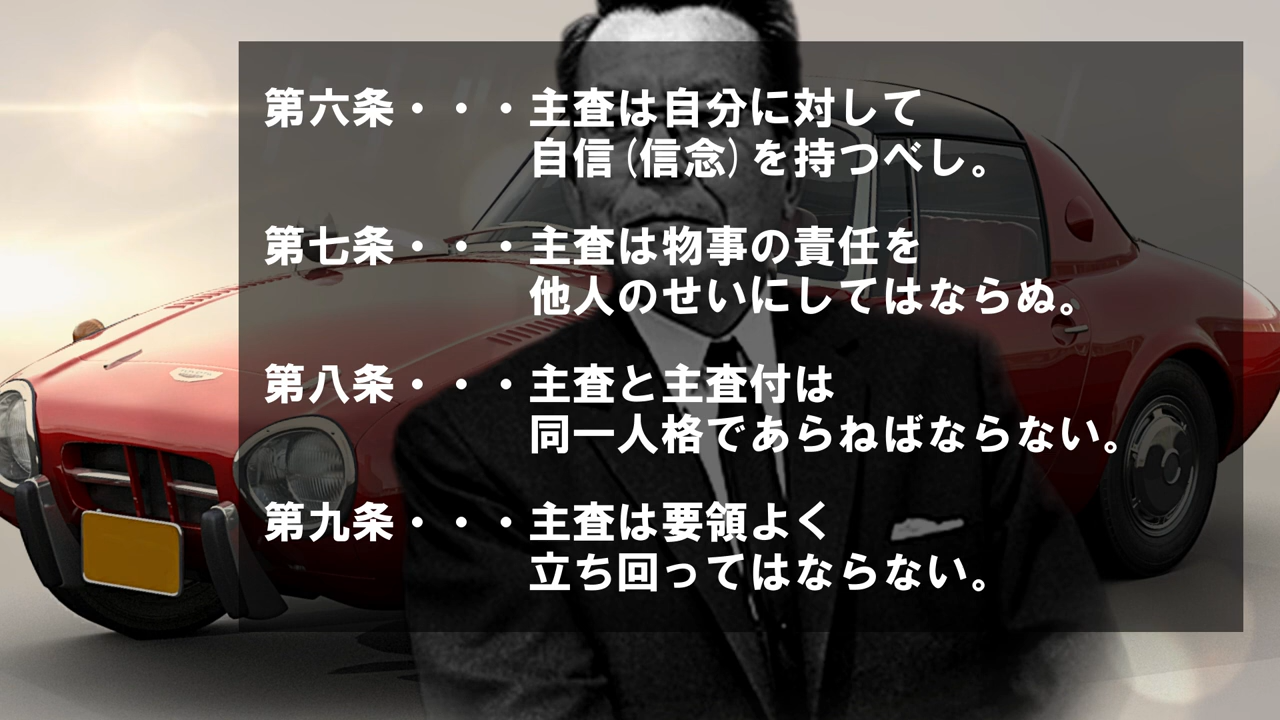 第六条・・・主査は自分に対して
自信(信念)を持つべし。
第七条・・・主査は物事の責任を
他人のせいにしてはならぬ。
第八条・・・主査と主査付は
同一人格であらねばならない。
第九条・・・主査は要領よく
立ち回ってはならない。